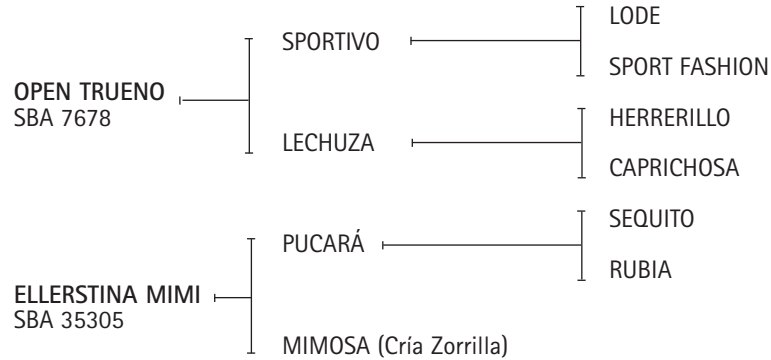 LODE
SPORTIVO
SPORT FASHION
OPEN TRUENO
SBA 7678
HERRERILLO
LECHUZA
CAPRICHOSA
SEQUITO
PUCARÁ
RUBIA
ELLERSTINA MIMI
SBA 35305
MIMOSA (Cría Zorrilla)